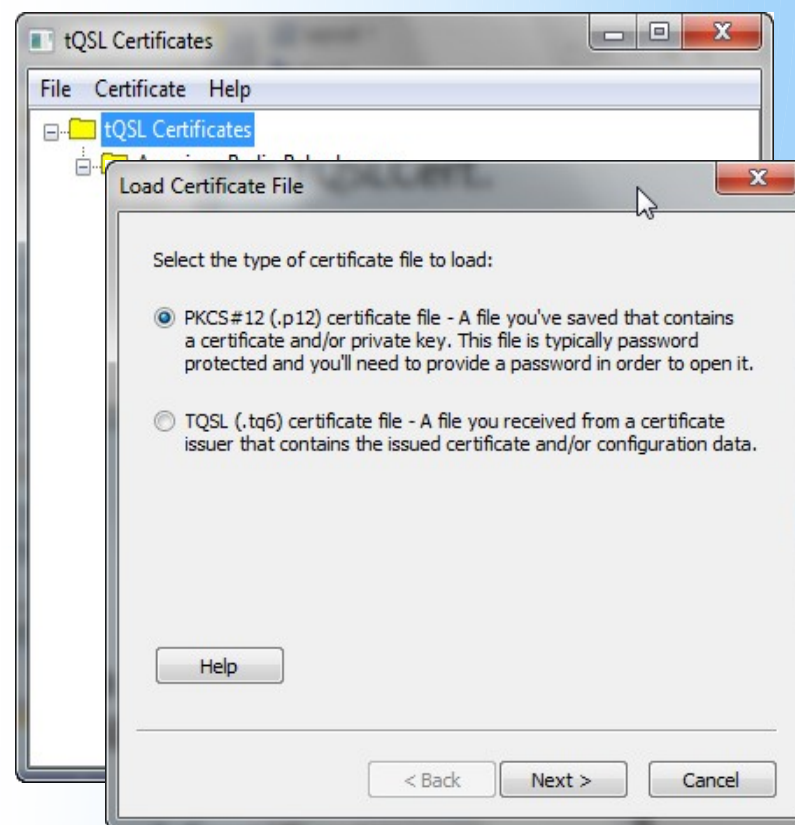 tQSL Certificates
File Certificate Help
tQSL Certificates
Load Certificate File
Select the type of certificate file to load:
PKCS#12 (.p12) certificate file - A file you've saved that contains
a certificate and/or private key. This file is typically password
protected and you'll need to provide a password in order to open it.
TQSL (.tq6) certificate file - A file you received from a certificate
issuer that contains the issued certificate and/or configuration data.
Help
< Back Next > Cancel